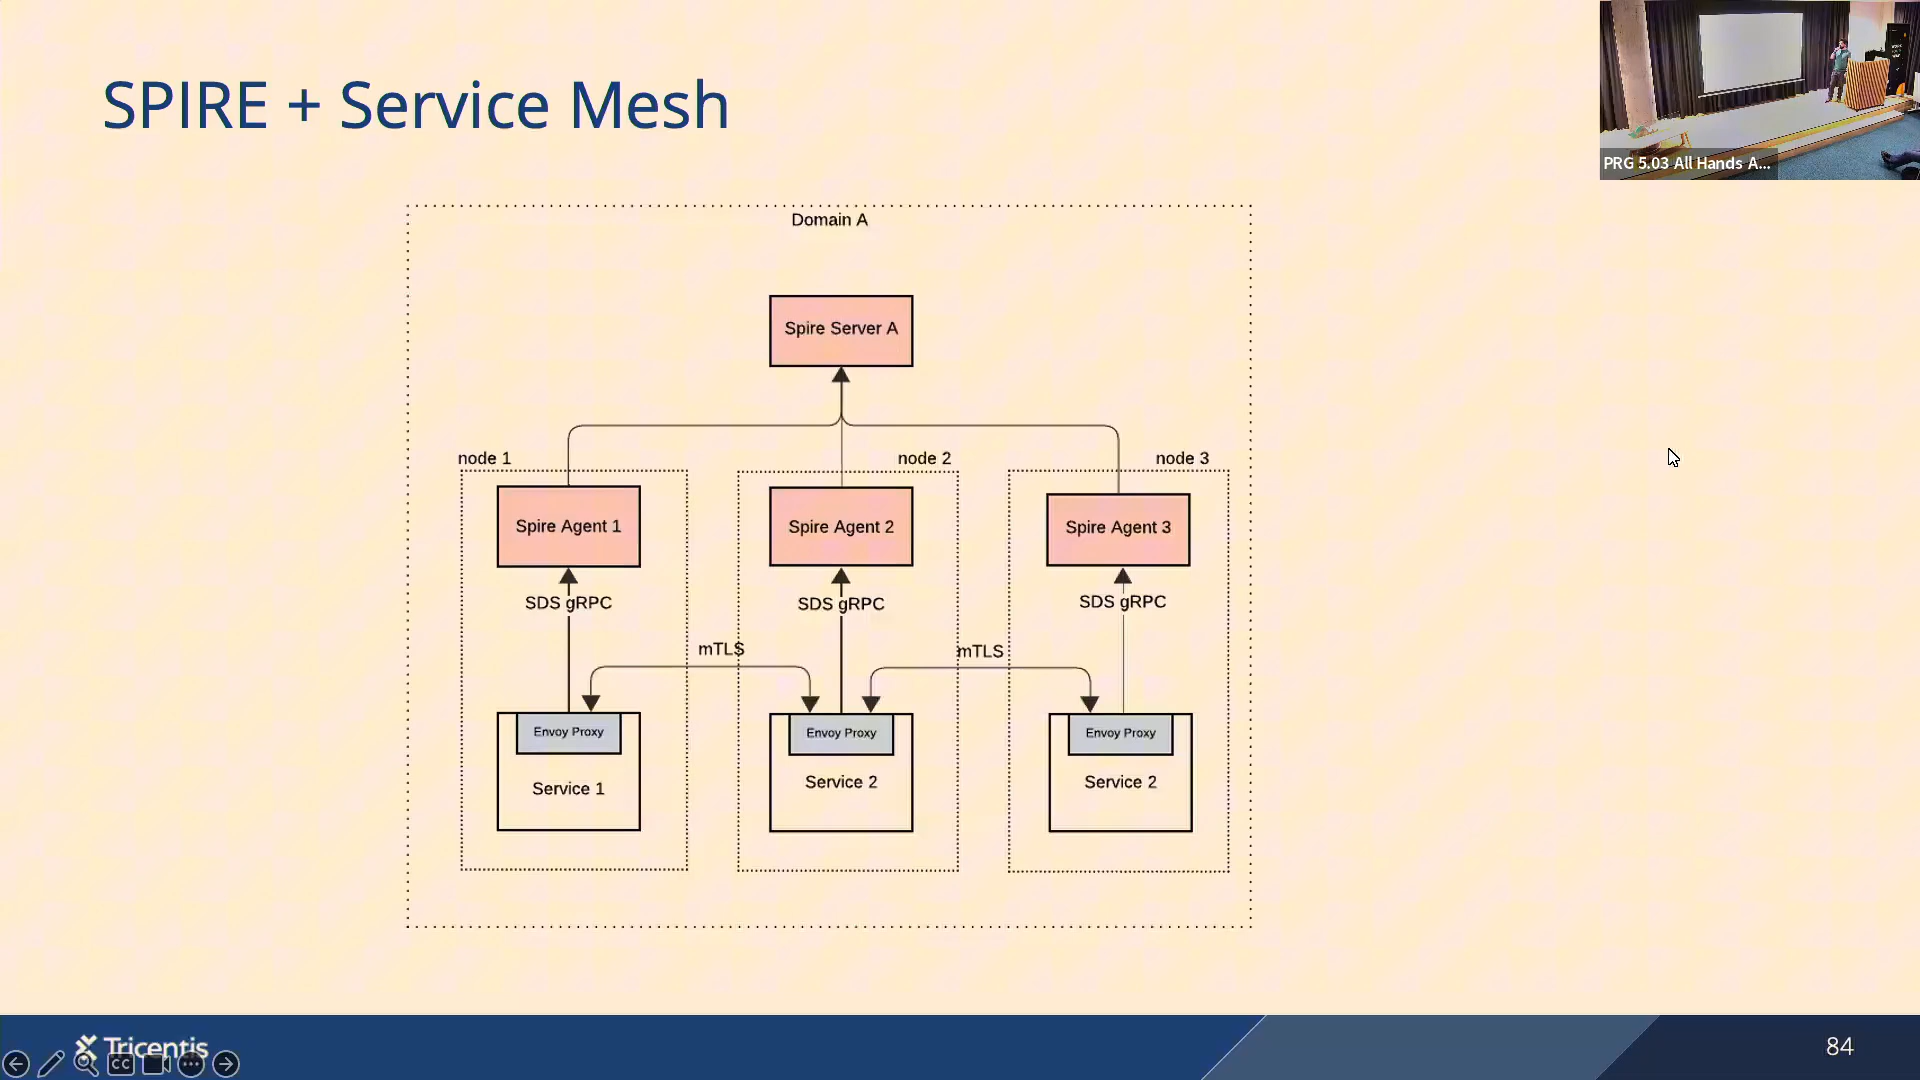 SPIRE + Service Mesh
PRG 5.03 All Hands A...
Domain A
Spire Server A
node 1
node 2
node 3
Spire Agent 1
Spire Agent 2
Spire Agent 3
SDS gRPC
SDS gRPC
SDS gRPC
mTLS
mTLS
Envoy Proxy
Envoy Proxy
Envoy Proxy
Service 1
Service 2
Service 2
Tricentis
CC
84